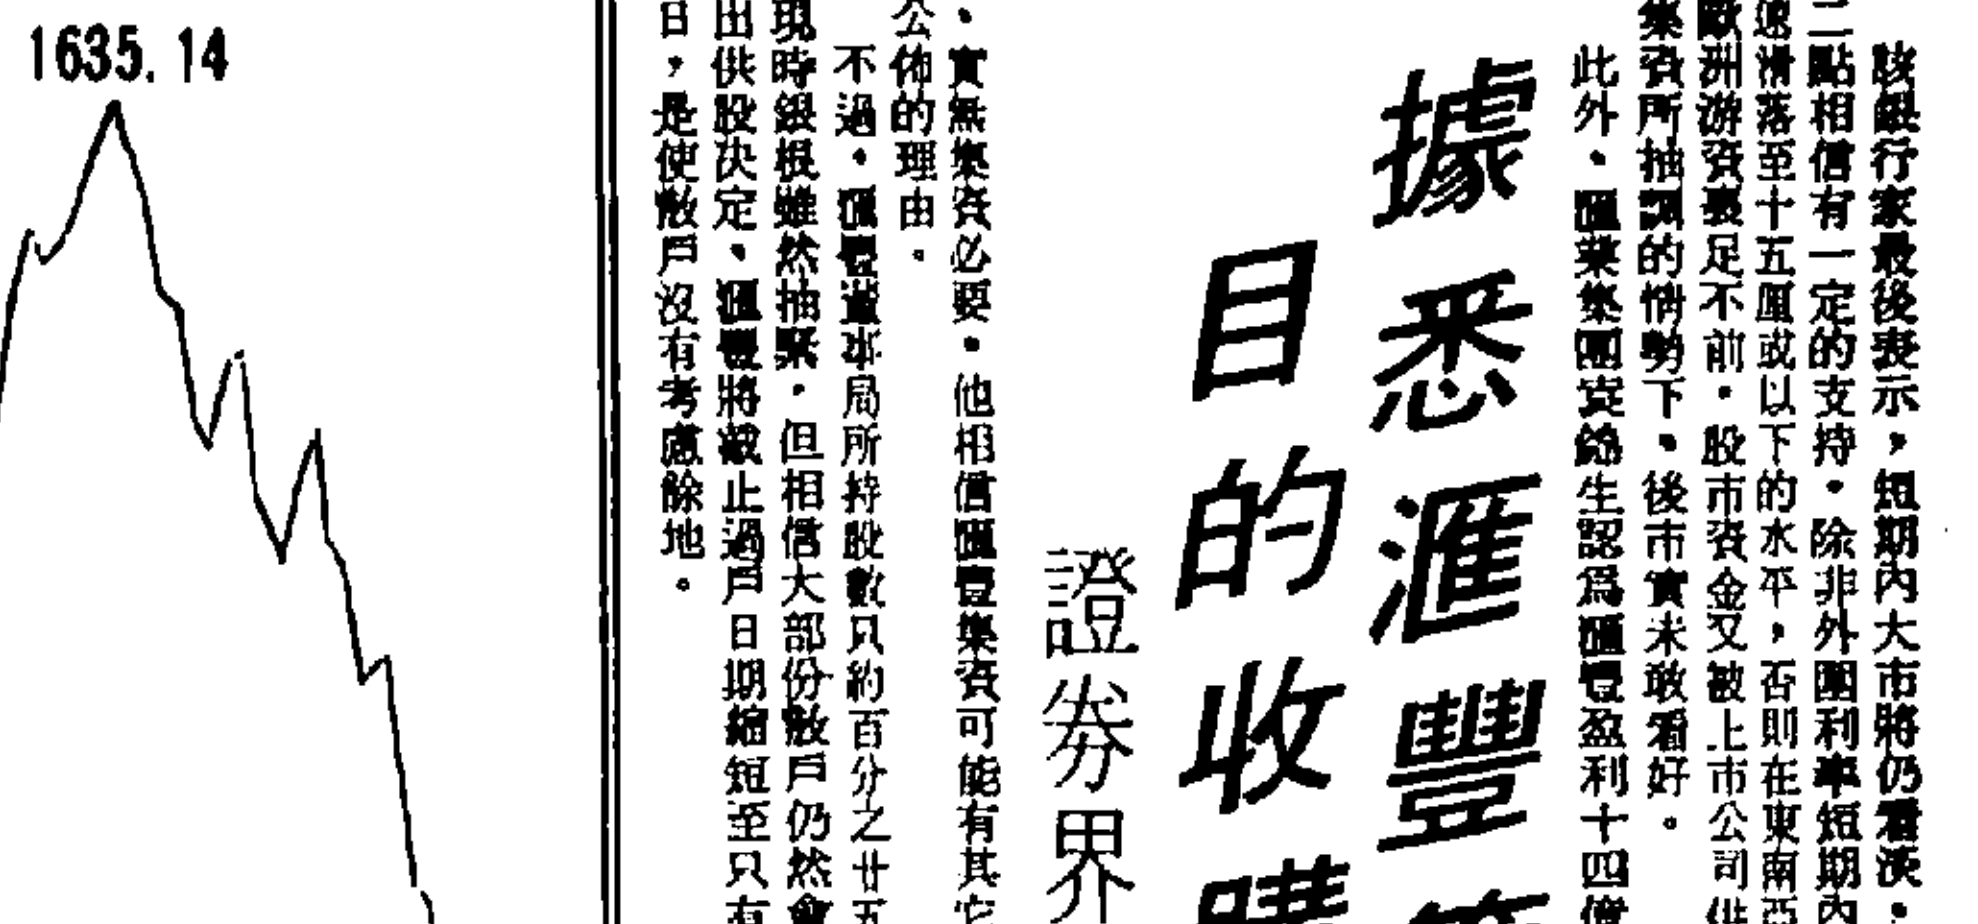 該銀行家最後表示，短期內大市將仍看淡，
二點相信有一定的支持。除非外圍利率短期內
滑落至十五厘或以下的水平，否則在東南亞
歐洲游資裹足不前，股市資金又被上市公司供
集資所抽調的情勢下，後市實未敢看好。
此外，匯業集團資 生認為匯豐盈利十四億
據悉滙豐
目的收購
證券界
，實無集資必要，他相信匯豐集資可能有其它
公佈的理由。
不過，匯豐董事局所持股數只約百分之廿五
現時銀根雖然抽緊，但相信大部份散戶仍然會
出供股決定，匯豐將截止過戶日期縮短至只有
日，是使散戶沒有考慮餘地。
1635.14